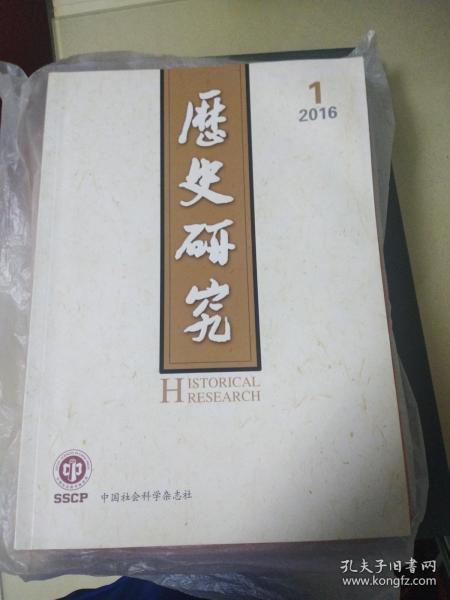 1
2016
歷史研究
HISTORICAL
RESEARCH
SSCP
中国社会科学杂志社
孔夫子旧书网
www.kongfz.com